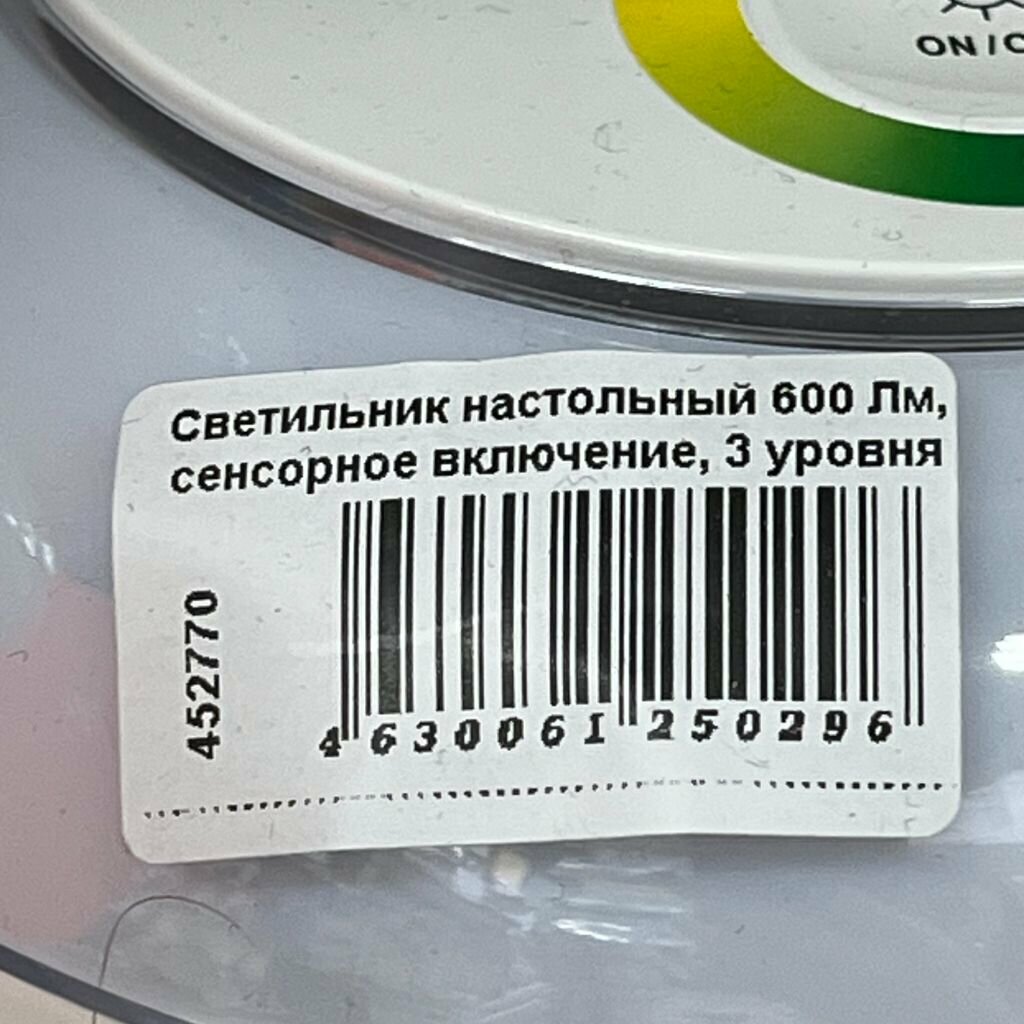 ON/O
Светильник настольный 600 Лм,
сенсорное включение, 3 уровня
452770
4 630061 250296